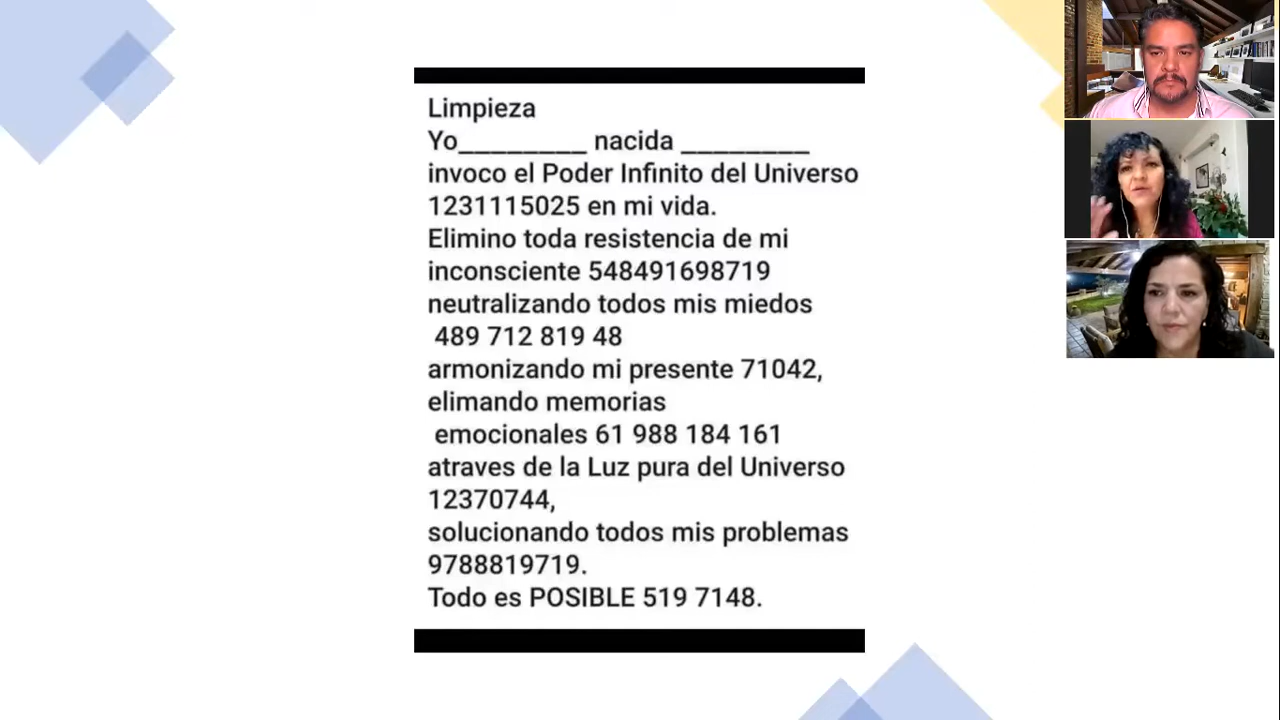 Limpieza
Yo_________ nacida _________
invoco el Poder Infinito del Universo
1231115025 en mi vida.
Elimino toda resistencia de mi
inconsciente 548491698719
neutralizando todos mis miedos
489 712 819 48
armonizando mi presente 71042,
elimando memorias
emocionales 61 988 184 161
atraves de la Luz pura del Universo
12370744,
solucionando todos mis problemas
9788819719.
Todo es POSIBLE 519 7148.